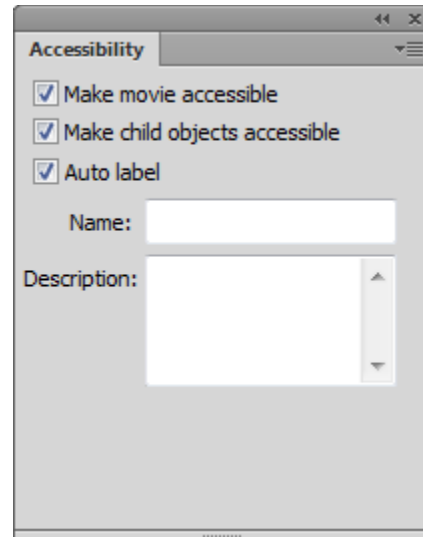 Accessibility
Make movie accessible
Make child objects accessible
Auto label
Name:
Description: